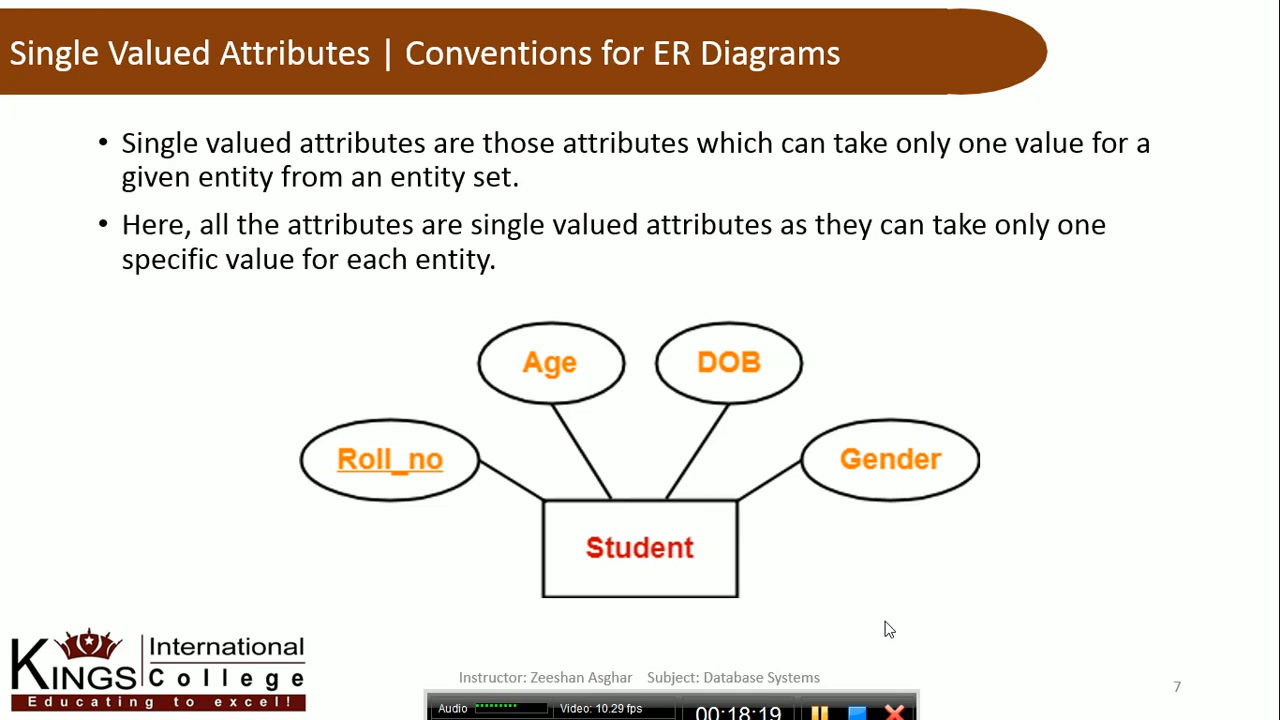 Single Valued Attributes | Conventions for ER Diagrams
• Single valued attributes are those attributes which can take only one value for a
given entity from an entity set.
• Here, all the attributes are single valued attributes as they can take only one
specific value for each entity.
Age
DOB
Roll_no
Gender
Student
KINGS
International
College
Educating to excel!
Instructor: Zeeshan Asghar Subject: Database Systems
7
Audio
Video: 10.29 fps
00:18:19